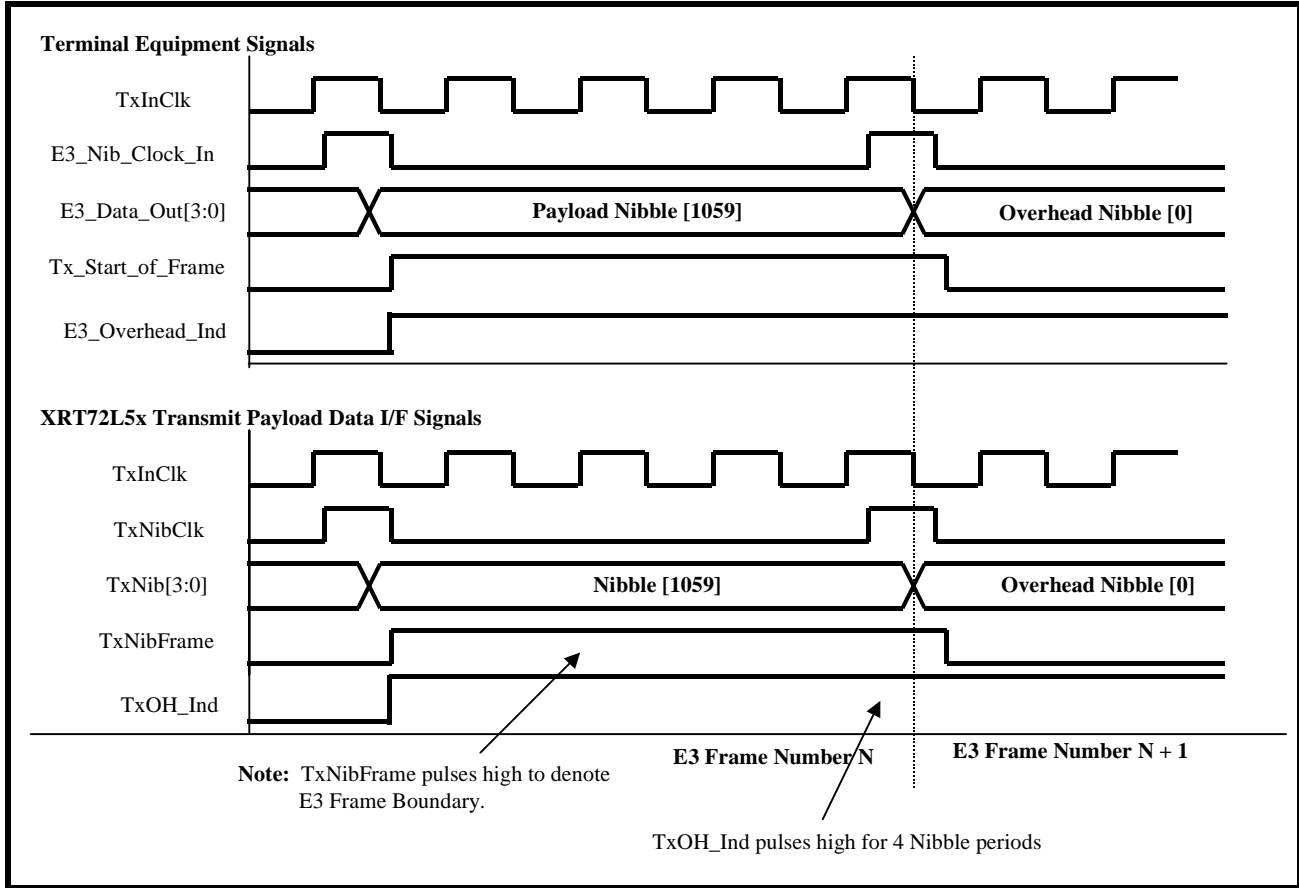 Terminal Equipment Signals
TxInClk
E3_Nib_Clock_In
E3_Data_Out[3:0]
Payload Nibble [1059]
Overhead Nibble [0]
Tx_Start_of_Frame
E3_Overhead_Ind
XRT72L5x Transmit Payload Data I/F Signals
TxInClk
TxNibClk
TxNib[3:0]
Nibble [1059]
Overhead Nibble [0]
TxNibFrame
TxOH_Ind
E3 Frame Number N
E3 Frame Number N + 1
Note: TxNibFrame pulses high to denote
E3 Frame Boundary.
TxOH_Ind pulses high for 4 Nibble periods